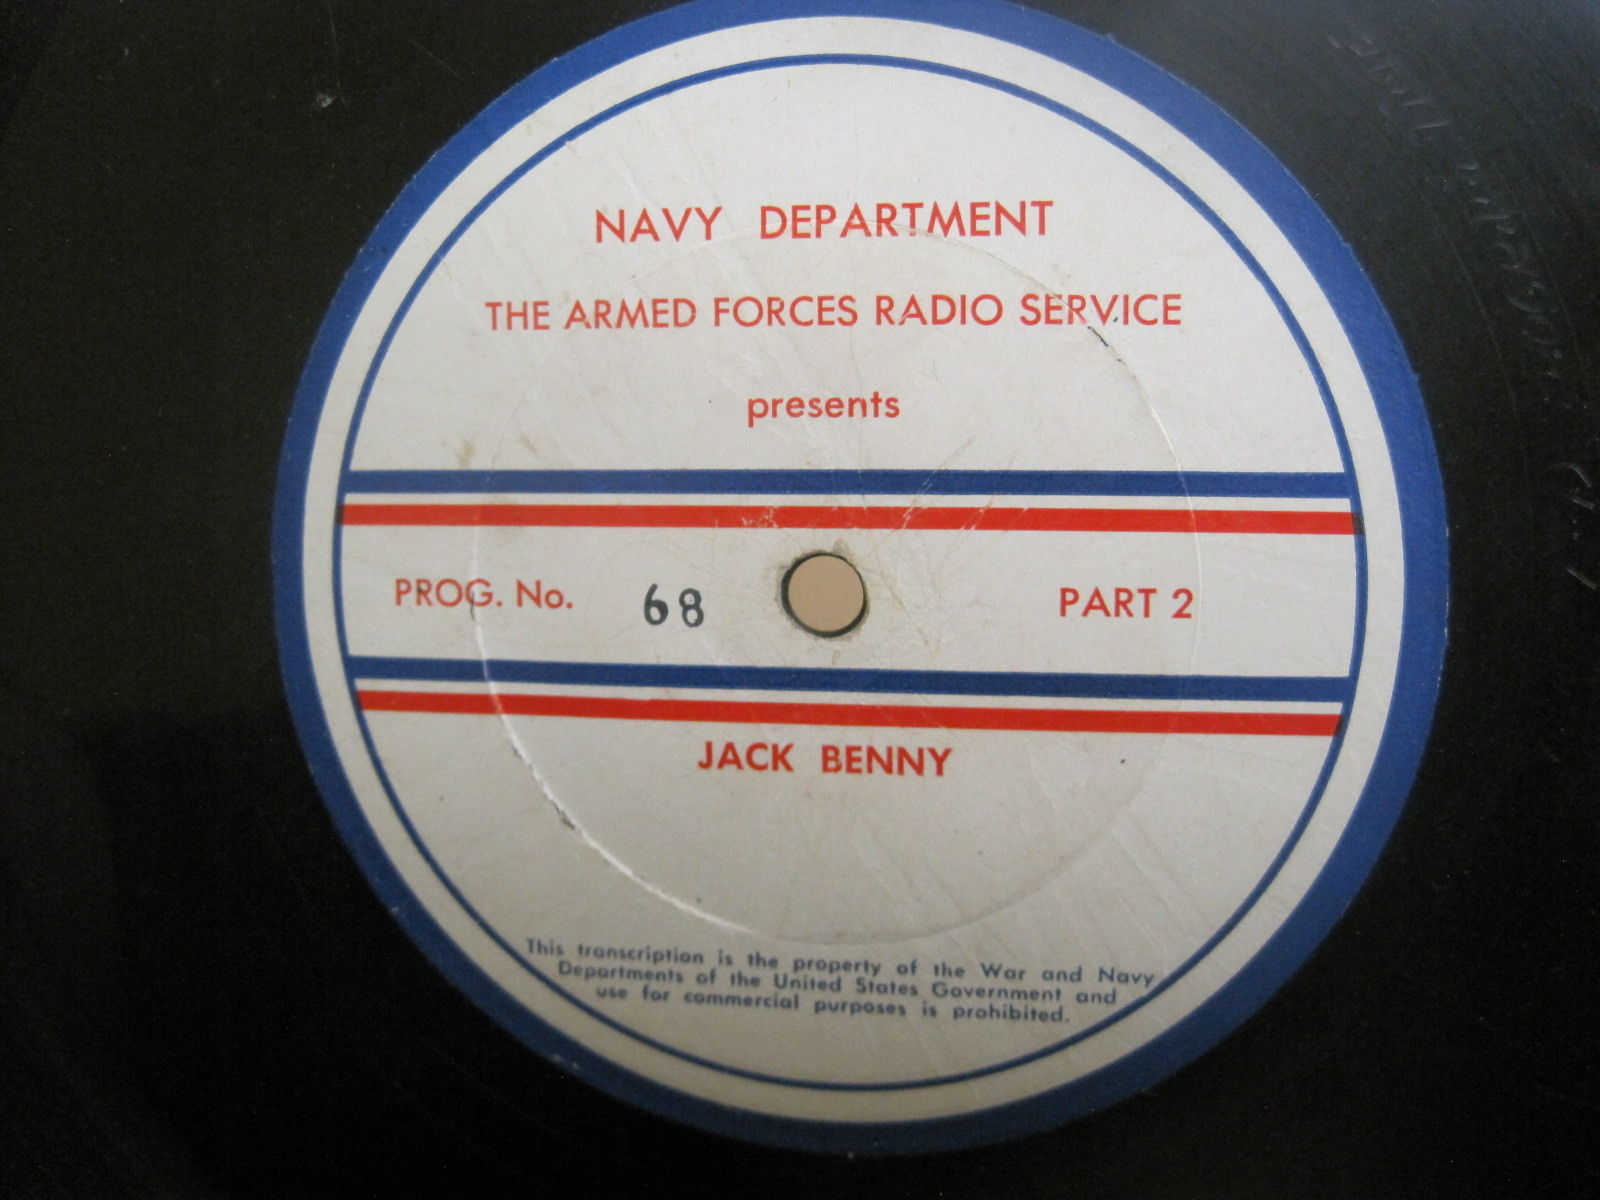 NAVY DEPARTMENT
THE ARMED FORCES RADIO SERVICE
presents
PROG. No. 68 PART 2
JACK BENNY
This transcription is the property of the War and Navy
Departments of the United States Government and
use for commercial purposes is prohibited.